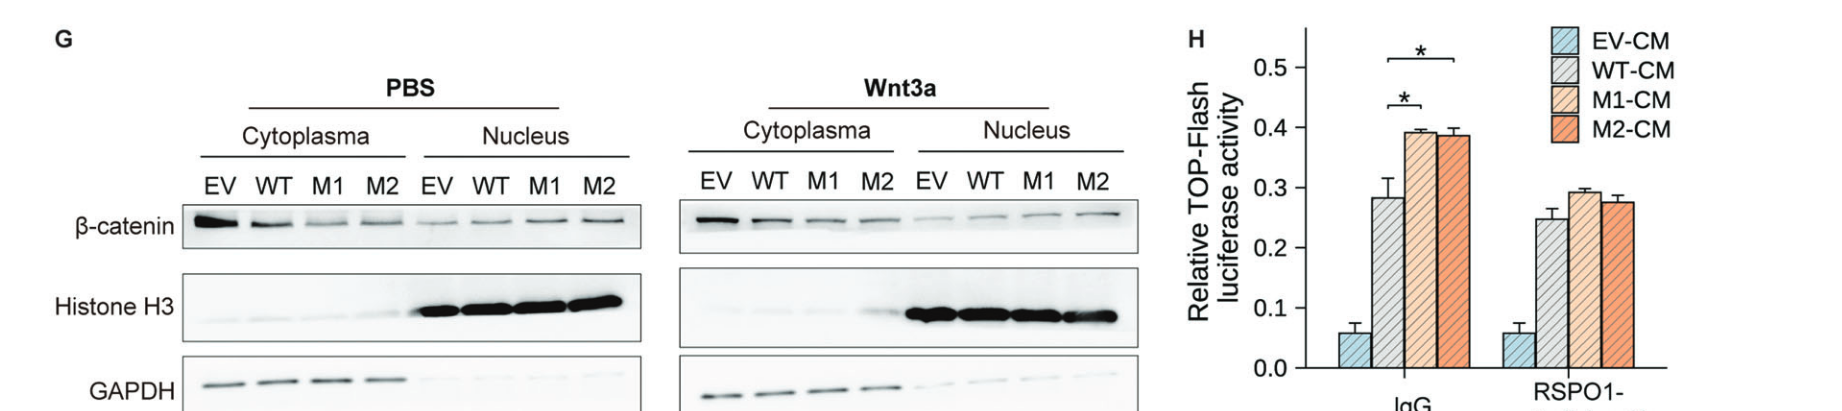 G
PBS
Wnt3a
Cytoplasma Nucleus
Cytoplasma Nucleus
EV WT M1 M2 EV WT M1 M2
EV WT M1 M2 EV WT M1 M2
β-catenin
Histone H3
GAPDH
H
EV-CM
WT-CM
M1-CM
M2-CM
*
*
Relative TOP-Flash
luciferase activity
0.5
0.4
0.3
0.2
0.1
0.0
IgG
RSPO1-